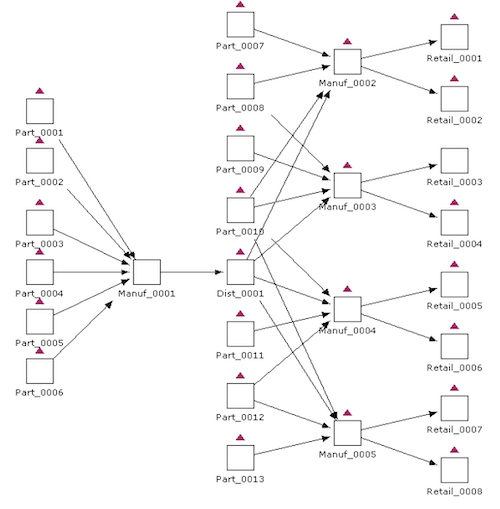 Part_0001
Part_0002
Part_0003
Part_0004
Part_0005
Part_0006
Manuf_0001
Part_0007
Part_0008
Part_0009
Part_0010
Dist_0001
Part_0011
Part_0012
Part_0013
Manuf_0002
Manuf_0003
Manuf_0004
Manuf_0005
Retail_0001
Retail_0002
Retail_0003
Retail_0004
Retail_0005
Retail_0006
Retail_0007
Retail_0008